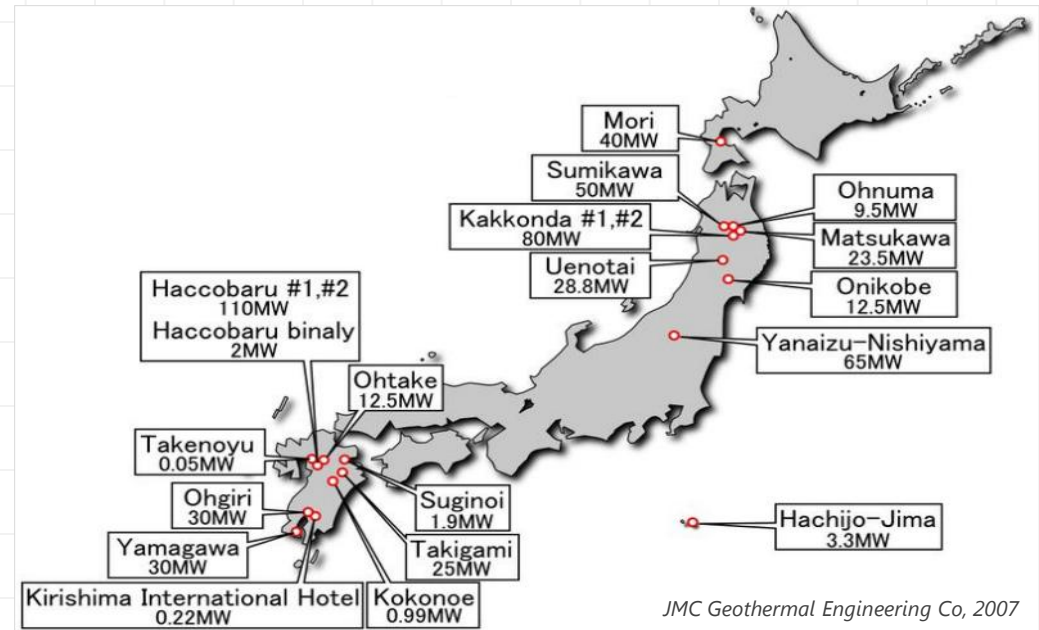 Mori
40MW
Sumikawa
50MW
Ohnuma
9.5MW
Kakkonda #1,#2
80MW
Matsukawa
23.5MW
Uenotai
28.8MW
Onikobe
12.5MW
Haccobaru #1,#2
110MW
Haccobaru binaly
2MW
Yanaizu-Nishiyama
65MW
Ohtake
12.5MW
Takenoyu
0.05MW
Ohgiri
30MW
Suginoi
1.9MW
Hachijo-Jima
3.3MW
Yamagawa
30MW
Takigami
25MW
Kirishima International Hotel
0.22MW
Kokonoe
0.99MW
JMC Geothermal Engineering Co, 2007